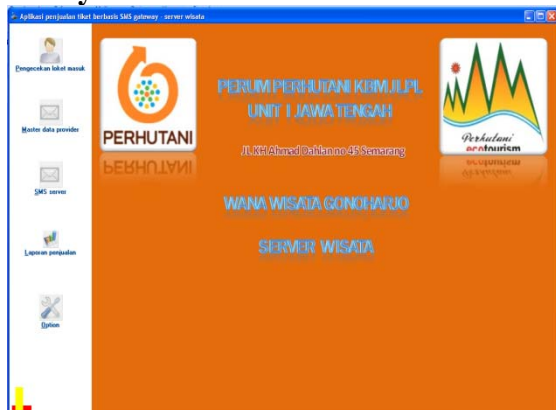 Aplikasi penjualan tiket berbasis SMS gateway - server wisata
Pengecekan loket masuk
Master data provider
SMS server
Laporan penjualan
Option
PERHUTANI
PERUM PERHUTANI KBM.JLPL
UNIT I JAWA TENGAH
Jl. KH Ahmad Dahlan no 45 Semarang
WANA WISATA GONOHARJO
SERVER WISATA
Perhutani
ecotourism